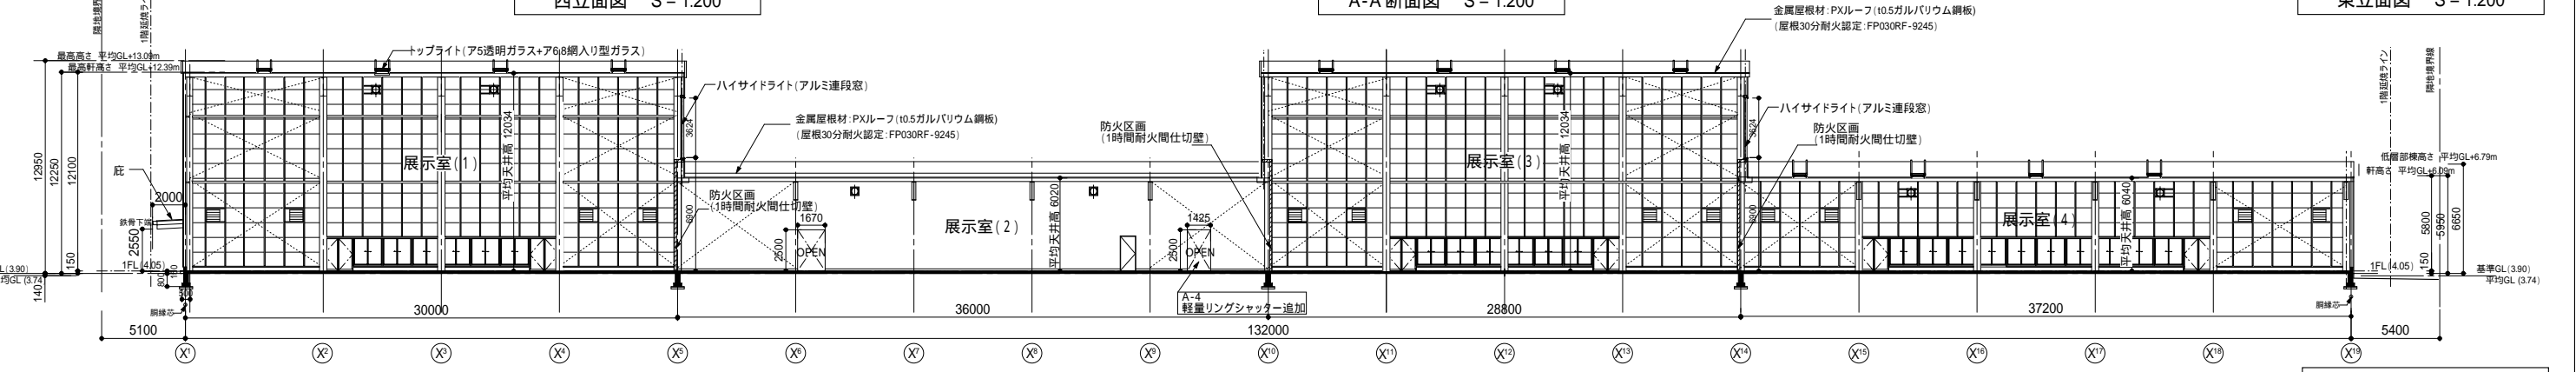 西立面図 S = 1:200
A-A 断面図 S = 1:200
東立面図 S = 1:200
金属屋根材:PXルーフ(t0.5ガルバリウム鋼板)
(屋根30分耐火認定:FP030RF-9245)
最高高さ 平均GL+13.09m
最高軒高さ 平均GL+12.39m
トップライト(ア5透明ガラス+ア6.8網入り型ガラス)
ハイサイドライト(アルミ連段窓)
金属屋根材:PXルーフ(t0.5ガルバリウム鋼板)
(屋根30分耐火認定:FP030RF-9245)
防火区画
(1時間耐火間仕切壁)
ハイサイドライト(アルミ連段窓)
防火区画
(1時間耐火間仕切壁)
1階延焼ライン
隣地境界線
低層部棟高さ 平均GL+6.79m
軒高さ 平均GL+6.09m
12950
12250
12100
150
140
庇
2000
鉄骨下端
2550
1FL(4.05)
展示室(1)
平均天井高 12034
3624
防火区画
(1時間耐火間仕切壁)
1670
2500
OPEN
展示室(2)
平均天井高 6020
1425
2500
OPEN
A-4
軽量リングシャッター追加
展示室(3)
平均天井高 12034
3624
展示室(4)
平均天井高 6040
5800
5950
6650
150
1FL(4.05)
基準GL(3.90)
平均GL (3.74)
胴縁芯
胴縁芯
30000
36000
28800
37200
5100
132000
5400
X1
X2
X3
X4
X5
X6
X7
X8
X9
X10
X11
X12
X13
X14
X15
X16
X17
X18
X19